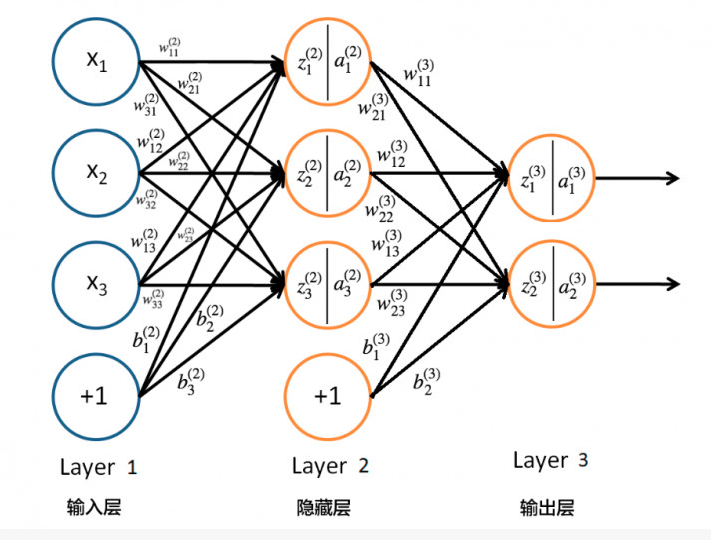 x₁
w₁₁⁽²⁾
w₂₁⁽²⁾
w₃₁⁽²⁾
z₁⁽²⁾ a₁⁽²⁾
w₁₁⁽³⁾
w₂₁⁽³⁾
x₂
w₁₂⁽²⁾
w₂₂⁽²⁾
w₃₂⁽²⁾
z₂⁽²⁾ a₂⁽²⁾
w₁₂⁽³⁾
w₂₂⁽³⁾
z₁⁽³⁾ a₁⁽³⁾
x₃
w₁₃⁽²⁾
w₂₃⁽²⁾
w₃₃⁽²⁾
z₃⁽²⁾ a₃⁽²⁾
w₁₃⁽³⁾
w₂₃⁽³⁾
z₂⁽³⁾ a₂⁽³⁾
+1
b₁⁽²⁾
b₂⁽²⁾
b₃⁽²⁾
+1
b₁⁽³⁾
b₂⁽³⁾
Layer 1
Layer 2
Layer 3
输入层
隐藏层
输出层